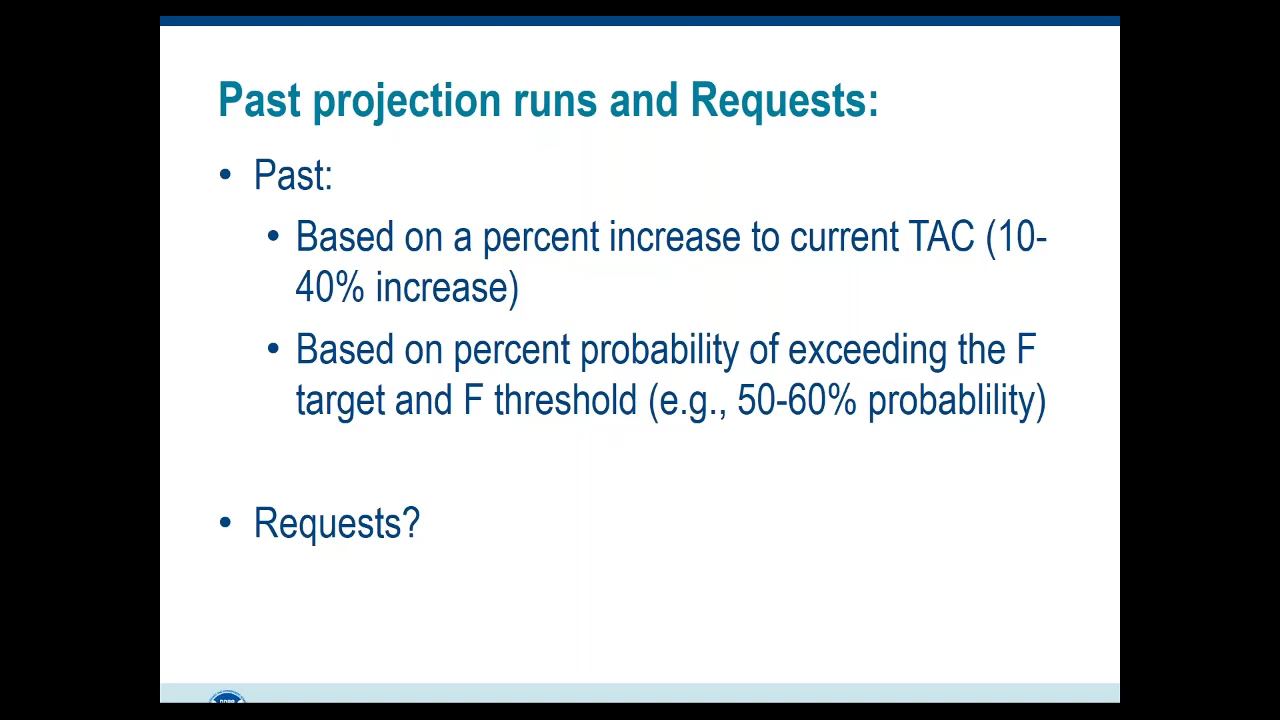 Past projection runs and Requests:
• Past:
• Based on a percent increase to current TAC (10-
40% increase)
• Based on percent probability of exceeding the F
target and F threshold (e.g., 50-60% probablility)
• Requests?